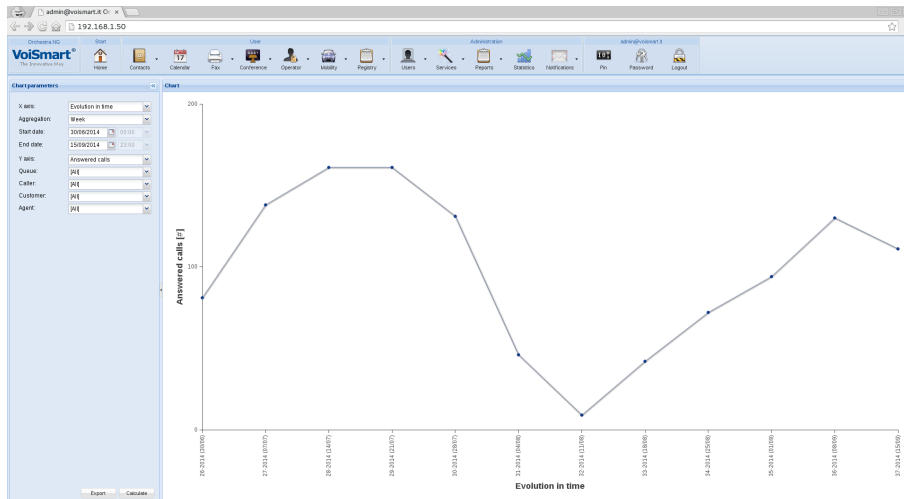 admin@voismart.it Or ×
192.168.1.50
Orchestra NG
Start
User
Administration
admin@voismart.it
VoiSmart®
The Innovative Way
Home
Contacts
Calendar
Fax
Conference
Operator
Mobility
Registry
Users
Services
Reports
Statistics
Notifications
Pin
Password
Logout
Chart parameters
Chart
X axis: Evolution in time
Aggregation: Week
Start date: 30/06/2014 00:00
End date: 15/09/2014 23:50
Y axis: Answered calls
Queue: [All]
Caller: [All]
Customer: [All]
Agent: [All]
Export
Calculate
200
100
0
Answered calls [#]
26-2014 (30/06)
27-2014 (07/07)
28-2014 (14/07)
29-2014 (21/07)
30-2014 (28/07)
31-2014 (04/08)
32-2014 (11/08)
33-2014 (18/08)
34-2014 (25/08)
35-2014 (01/09)
36-2014 (08/09)
37-2014 (15/09)
Evolution in time